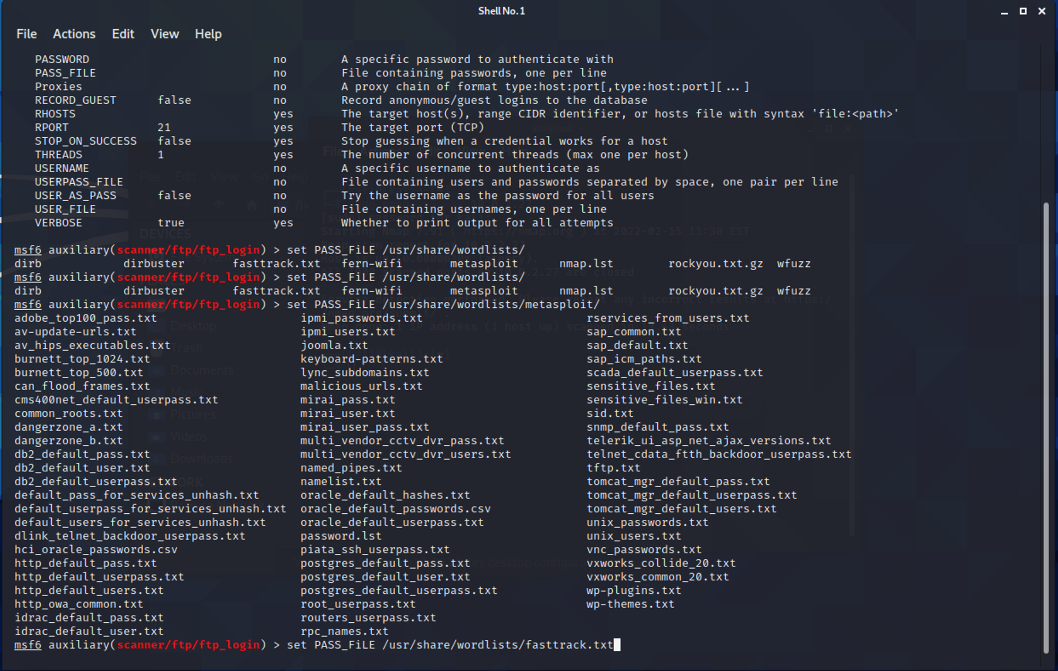 Shell No. 1
File Actions Edit View Help
PASSWORD no A specific password to authenticate with
PASS_FILE no File containing passwords, one per line
Proxies no A proxy chain of format type:host:port[,type:host:port][...]
RECORD_GUEST false no Record anonymous/guest logins to the database
RHOSTS yes The target host(s), range CIDR identifier, or hosts file with syntax 'file:<path>'
RPORT 21 yes The target port (TCP)
STOP_ON_SUCCESS false yes Stop guessing when a credential works for a host
THREADS 1 yes The number of concurrent threads (max one per host)
USERNAME no A specific username to authenticate as
USERPASS_FILE no File containing users and passwords separated by space, one pair per line
USER_AS_PASS false no Try the username as the password for all users
USER_FILE no File containing usernames, one per line
VERBOSE true yes Whether to print output for all attempts
msf6 auxiliary(scanner/ftp/ftp_login) > set PASS_FiLE /usr/share/wordlists/
dirb dirbuster fasttrack.txt fern-wifi metasploit nmap.lst rockyou.txt.gz wfuzz
msf6 auxiliary(scanner/ftp/ftp_login) > set PASS_FiLE /usr/share/wordlists/
dirb dirbuster fasttrack.txt fern-wifi metasploit nmap.lst rockyou.txt.gz wfuzz
msf6 auxiliary(scanner/ftp/ftp_login) > set PASS_FiLE /usr/share/wordlists/metasploit/
adobe_top100_pass.txt ipmi_passwords.txt rservices_from_users.txt
av-update-urls.txt ipmi_users.txt sap_common.txt
av_hips_executables.txt joomla.txt sap_default.txt
burnett_top_1024.txt keyboard-patterns.txt sap_icm_paths.txt
burnett_top_500.txt lync_subdomains.txt scada_default_userpass.txt
can_flood_frames.txt malicious_urls.txt sensitive_files.txt
cms400net_default_userpass.txt mirai_pass.txt sensitive_files_win.txt
common_roots.txt mirai_user.txt sid.txt
dangerzone_a.txt mirai_user_pass.txt snmp_default_pass.txt
dangerzone_b.txt multi_vendor_cctv_dvr_pass.txt telerik_ui_asp_net_ajax_versions.txt
db2_default_pass.txt multi_vendor_cctv_dvr_users.txt telnet_cdata_ftth_backdoor_userpass.txt
db2_default_user.txt named_pipes.txt tftp.txt
db2_default_userpass.txt namelist.txt tomcat_mgr_default_pass.txt
default_pass_for_services_unhash.txt oracle_default_hashes.txt tomcat_mgr_default_userpass.txt
default_userpass_for_services_unhash.txt oracle_default_passwords.csv tomcat_mgr_default_users.txt
default_users_for_services_unhash.txt oracle_default_userpass.txt unix_passwords.txt
dlink_telnet_backdoor_userpass.txt password.lst unix_users.txt
hci_oracle_passwords.csv piata_ssh_userpass.txt vnc_passwords.txt
http_default_pass.txt postgres_default_pass.txt vxworks_collide_20.txt
http_default_userpass.txt postgres_default_user.txt vxworks_common_20.txt
http_default_users.txt postgres_default_userpass.txt wp-plugins.txt
http_owa_common.txt root_userpass.txt wp-themes.txt
idrac_default_pass.txt routers_userpass.txt
idrac_default_user.txt rpc_names.txt
msf6 auxiliary(scanner/ftp/ftp_login) > set PASS_FiLE /usr/share/wordlists/fasttrack.txt